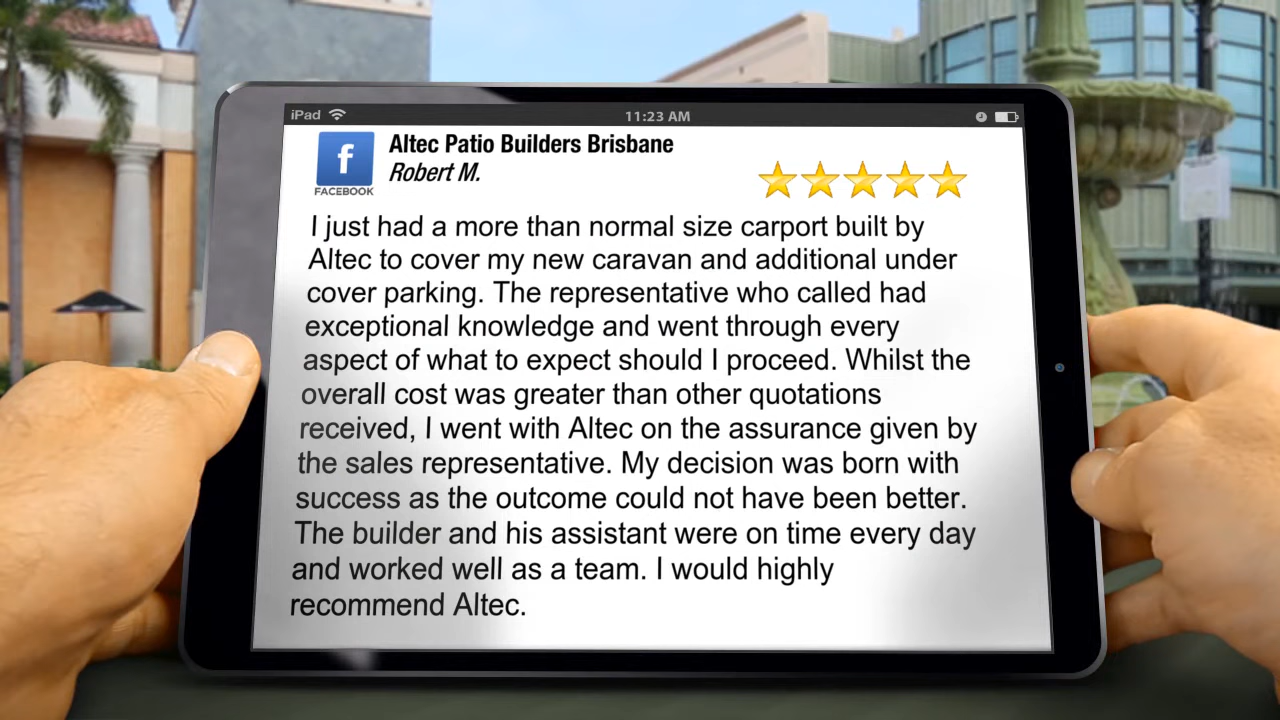 iPad 11:23 AM
f
FACEBOOK
Altec Patio Builders Brisbane
Robert M.
I just had a more than normal size carport built by
Altec to cover my new caravan and additional under
cover parking. The representative who called had
exceptional knowledge and went through every
aspect of what to expect should I proceed. Whilst the
overall cost was greater than other quotations
received, I went with Altec on the assurance given by
the sales representative. My decision was born with
success as the outcome could not have been better.
The builder and his assistant were on time every day
and worked well as a team. I would highly
recommend Altec.